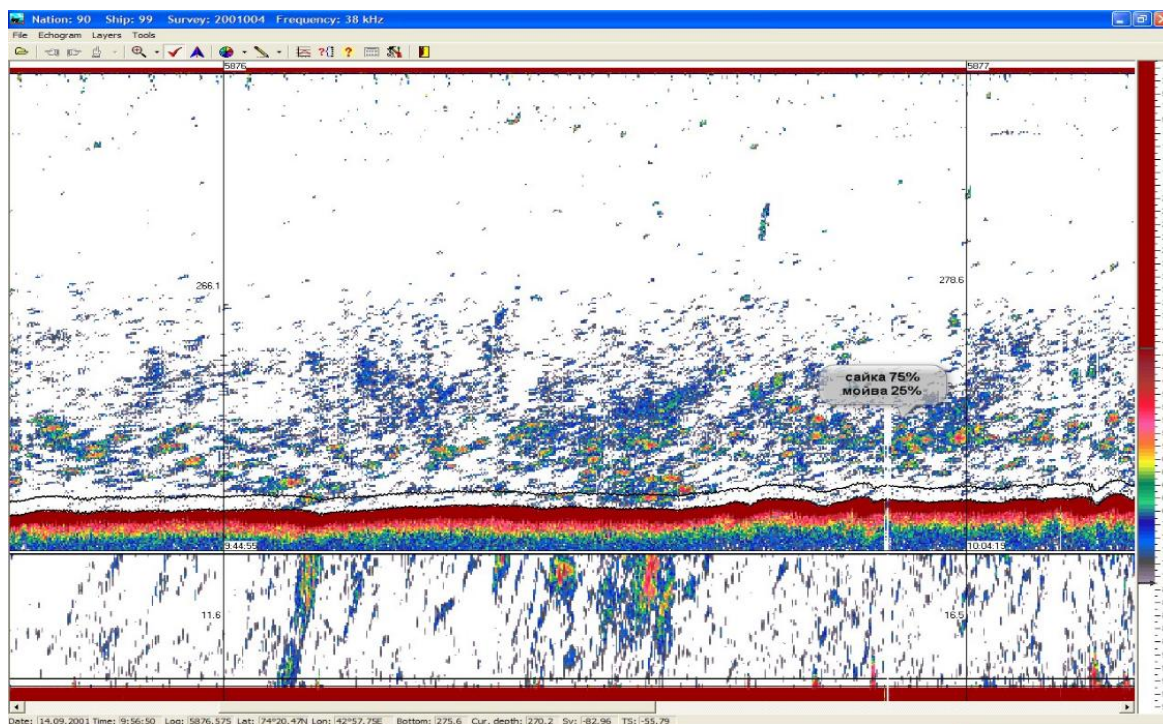 Nation: 90 Ship: 99 Survey: 2001004 Frequency: 38 kHz
File Echogram Layers Tools
5876 5877
266.1 278.6
сайка 75%
мойва 25%
9:44:55 10:04:19
11.6 16.5
Date: 14.09.2001 Time: 9:56:50 Log: 5876.575 Lat: 74°20.47N Lon: 42°57.75E Bottom: 275.6 Cur. depth: 270.2 Sv: -82.96 TS: -55.79